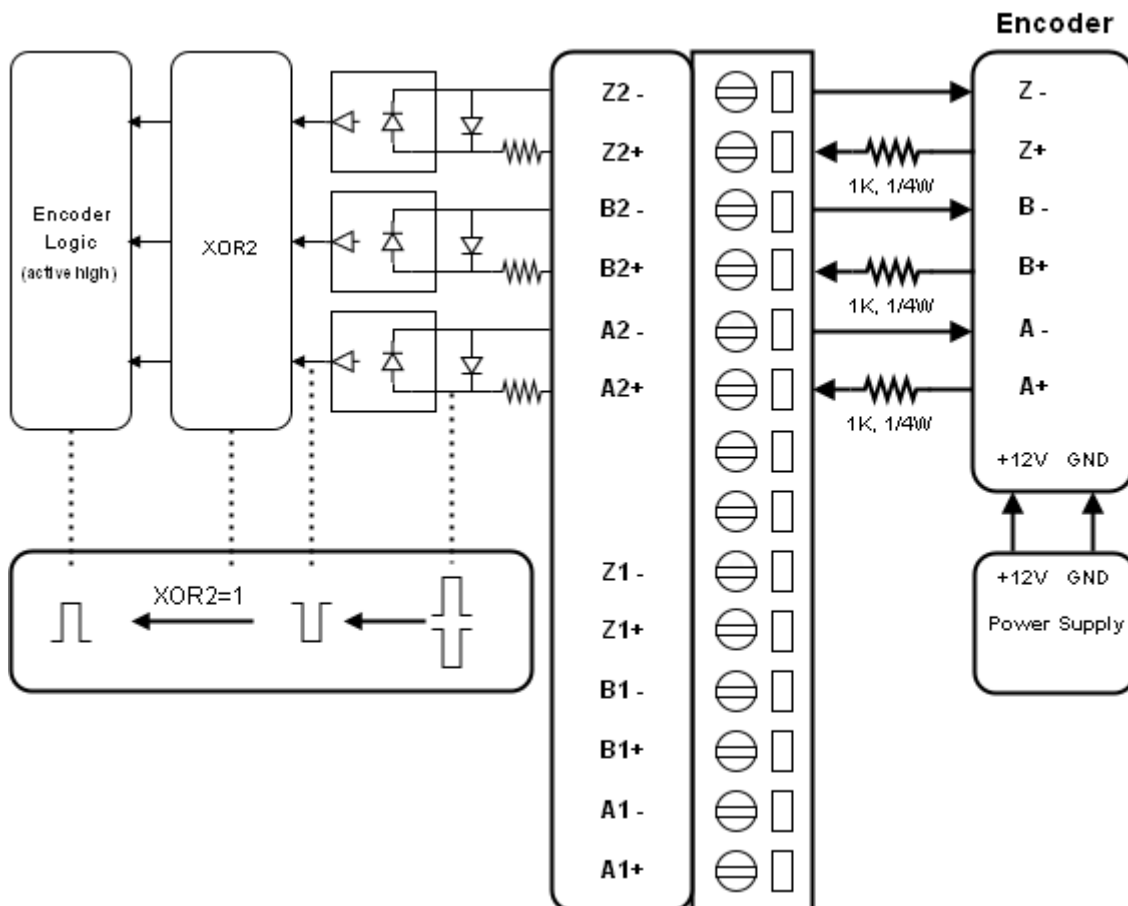 Encoder
Z2 -
Z -
Z2+
Z+
1K, 1/4W
B2 -
B -
Encoder
Logic
(active high)
XOR2
B2+
B+
1K, 1/4W
A2 -
A -
A2+
A+
1K, 1/4W
+12V GND
Z1 -
+12V GND
XOR2=1
Z1+
Power Supply
B1 -
B1+
A1 -
A1+